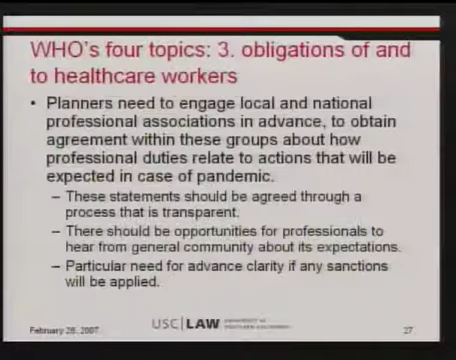 WHO's four topics: 3. obligations of and
to healthcare workers
• Planners need to engage local and national
professional associations in advance, to obtain
agreement within these groups about how
professional duties relate to actions that will be
expected in case of pandemic.
– These statements should be agreed through a
process that is transparent.
– There should be opportunities for professionals to
hear from general community about its expectations.
– Particular need for advance clarity if any sanctions
will be applied.
February 26, 2007
USC|LAW
27